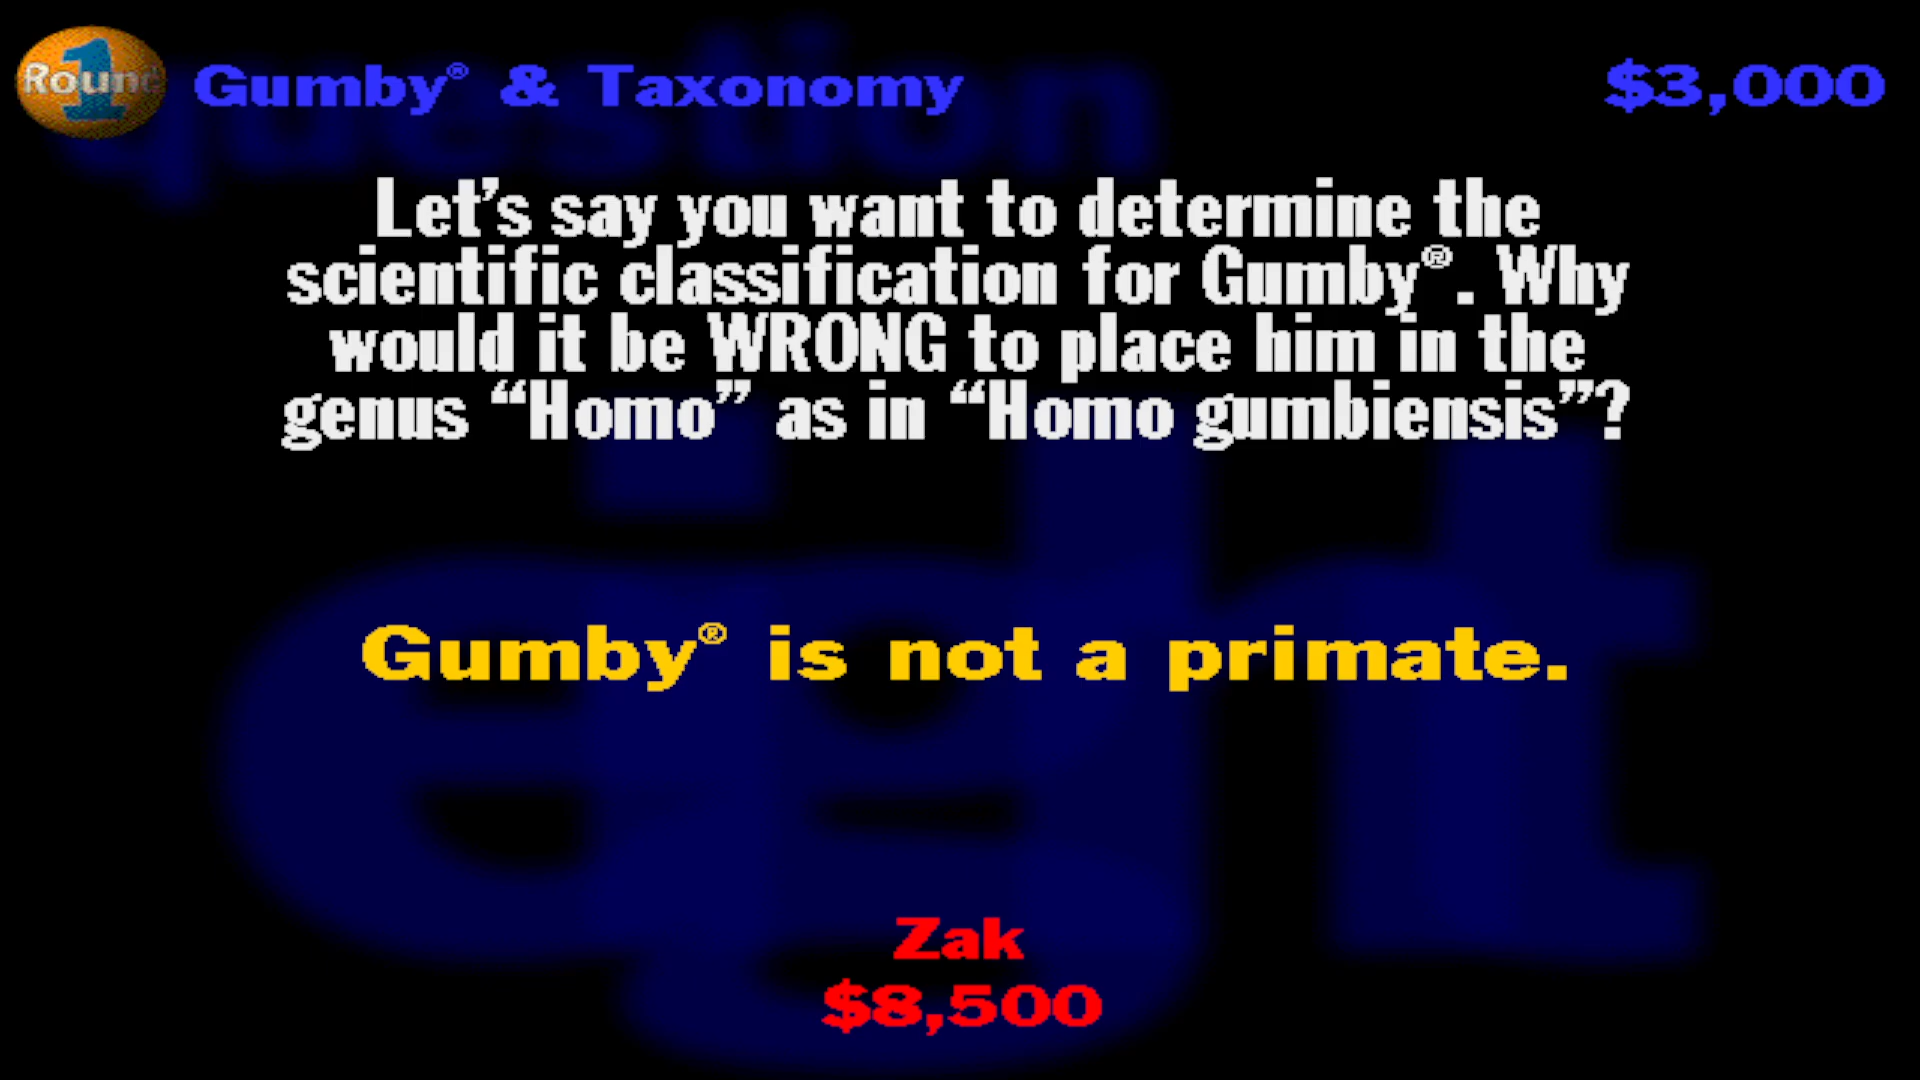 Round 1
Gumby® & Taxonomy
$3,000
question
eight
Let’s say you want to determine the
scientific classification for Gumby®. Why
would it be WRONG to place him in the
genus “Homo” as in “Homo gumbiensis”?
Gumby® is not a primate.
Zak
$8,500